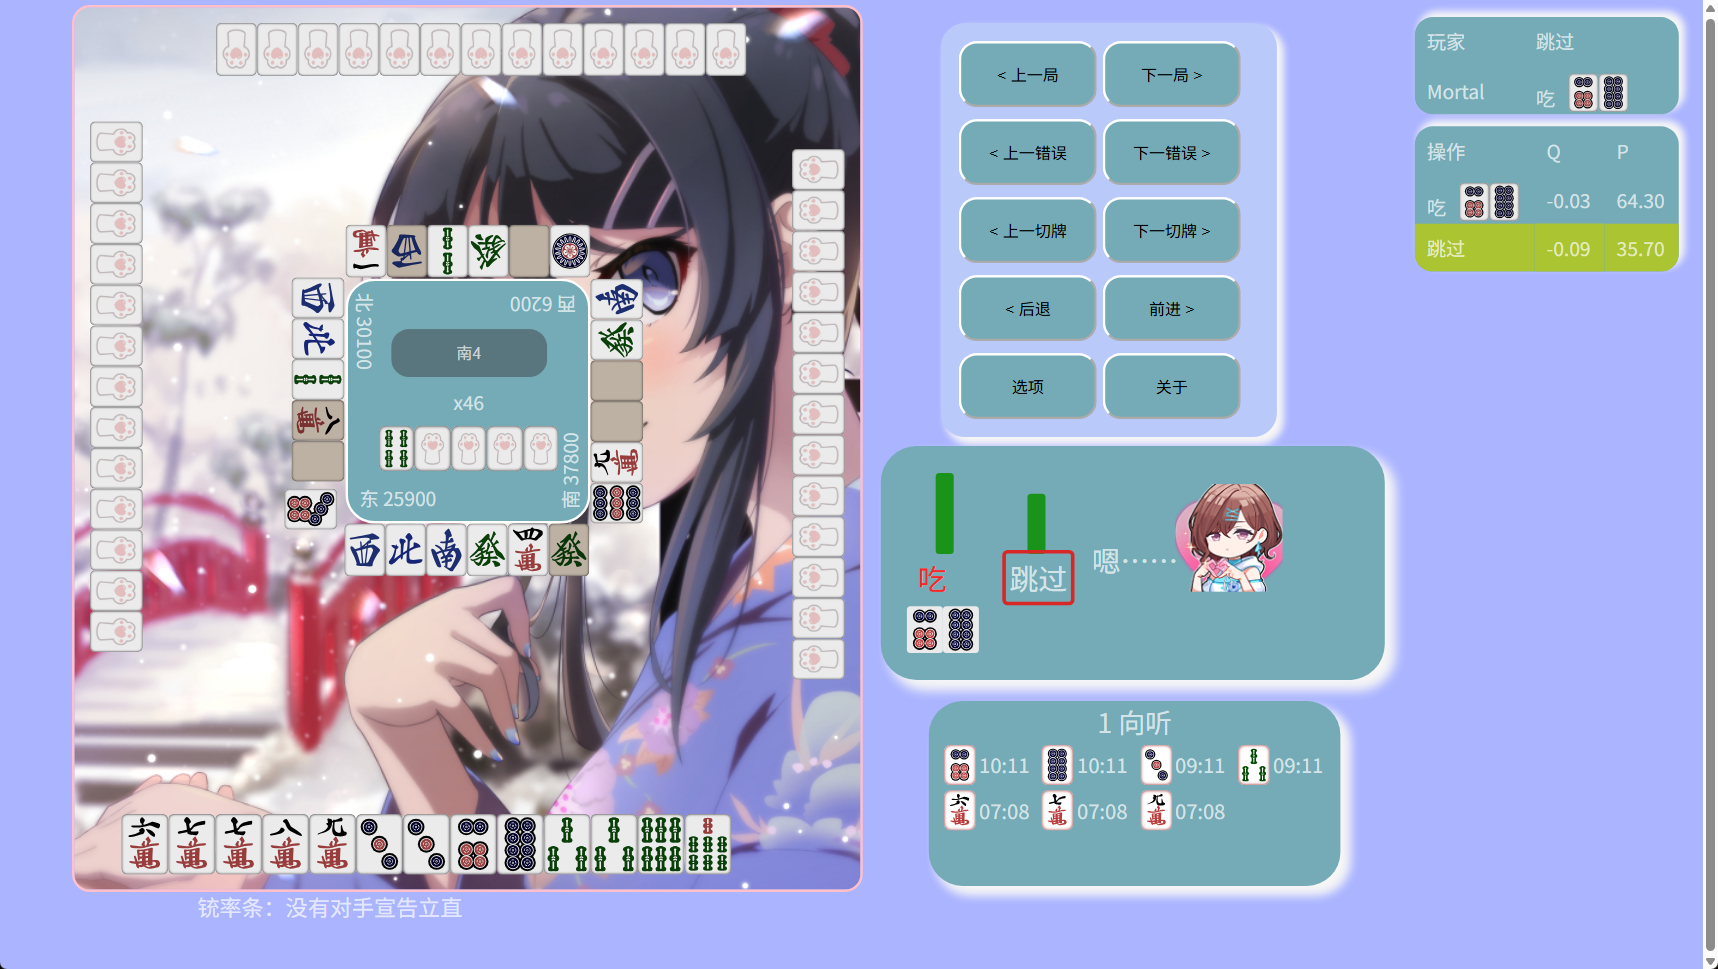 北 30100
西 6200
南4
x46
南 37800
东 25900
铳率条：没有对手宣告立直
< 上一局
下一局 >
< 上一错误
下一错误 >
< 上一切牌
下一切牌 >
< 后退
前进 >
选项
关于
吃
跳过
嗯……
1 向听
10:11 10:11 09:11 09:11
07:08 07:08 07:08
玩家 跳过
Mortal 吃
操作 Q P
吃 -0.03 64.30
跳过 -0.09 35.70